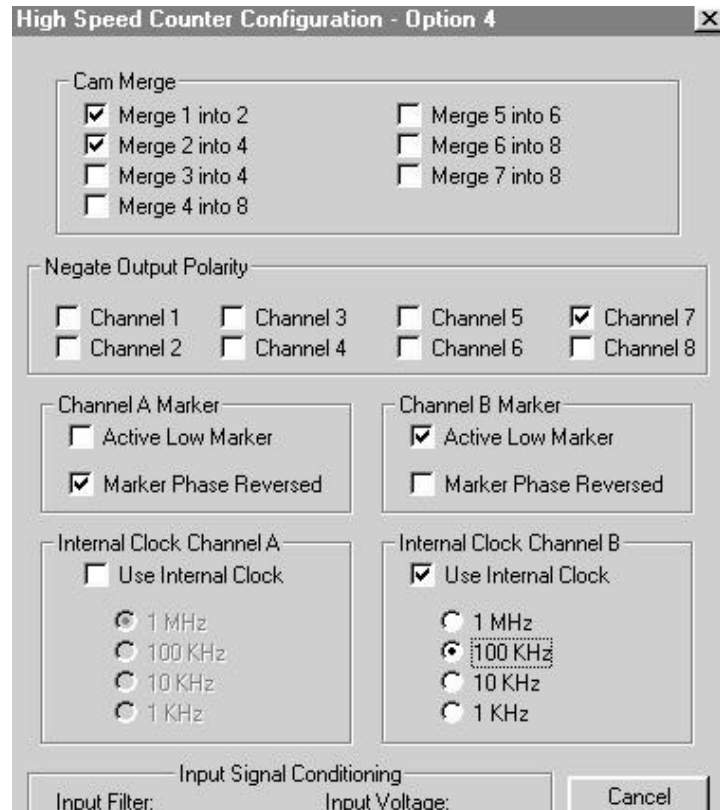 High Speed Counter Configuration - Option 4
Cam Merge
Merge 1 into 2
Merge 2 into 4
Merge 3 into 4
Merge 4 into 8
Merge 5 into 6
Merge 6 into 8
Merge 7 into 8
Negate Output Polarity
Channel 1
Channel 2
Channel 3
Channel 4
Channel 5
Channel 6
Channel 7
Channel 8
Channel A Marker
Active Low Marker
Marker Phase Reversed
Channel B Marker
Active Low Marker
Marker Phase Reversed
Internal Clock Channel A
Use Internal Clock
1 MHz
100 KHz
10 KHz
1 KHz
Internal Clock Channel B
Use Internal Clock
1 MHz
100 KHz
10 KHz
1 KHz
Input Signal Conditioning
Input Filter:
Input Voltage:
Cancel